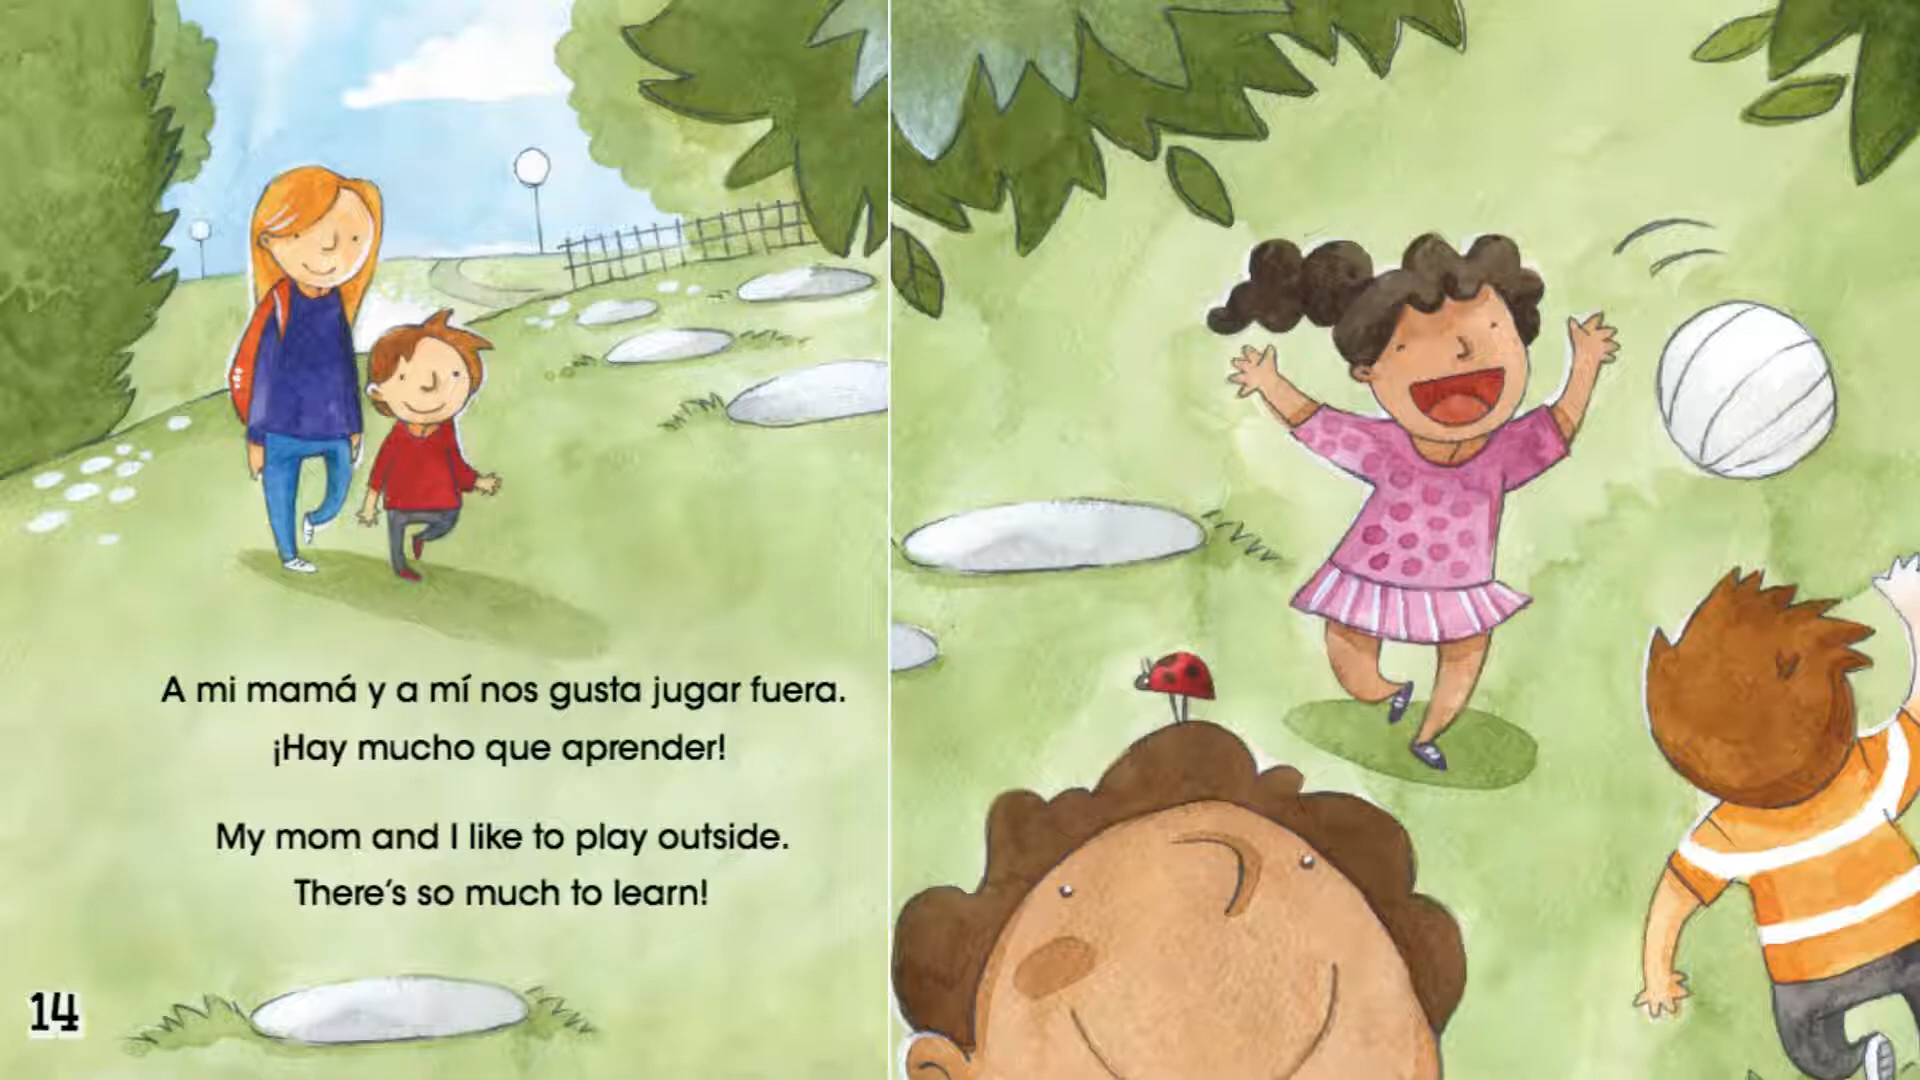 A mi mamá y a mí nos gusta jugar fuera.
¡Hay mucho que aprender!
My mom and I like to play outside.
There's so much to learn!
14